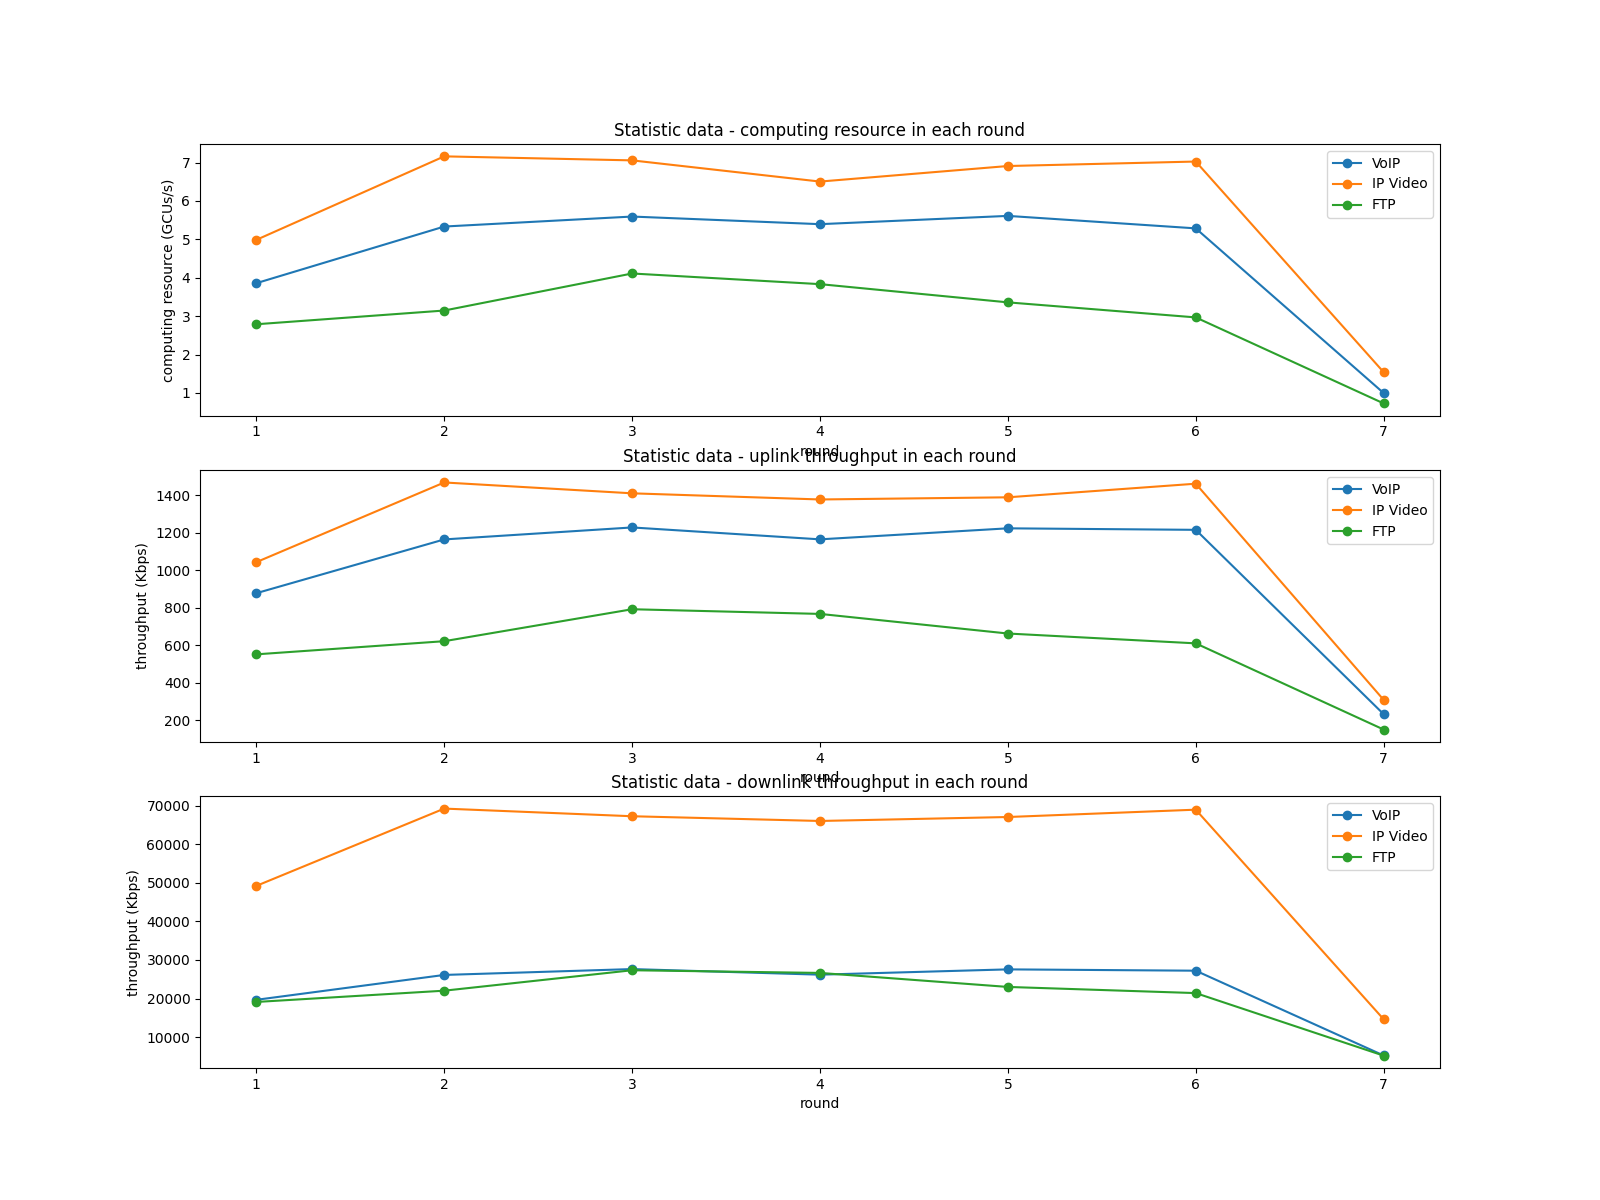 Statistic data - computing resource in each round
computing resource (GCUs/s)
7
6
5
4
3
2
1
VoIP
IP Video
FTP
1 2 3 4 5 6 7
round
Statistic data - uplink throughput in each round
throughput (Kbps)
1400
1200
1000
800
600
400
200
VoIP
IP Video
FTP
1 2 3 4 5 6 7
round
Statistic data - downlink throughput in each round
throughput (Kbps)
70000
60000
50000
40000
30000
20000
10000
VoIP
IP Video
FTP
1 2 3 4 5 6 7
round